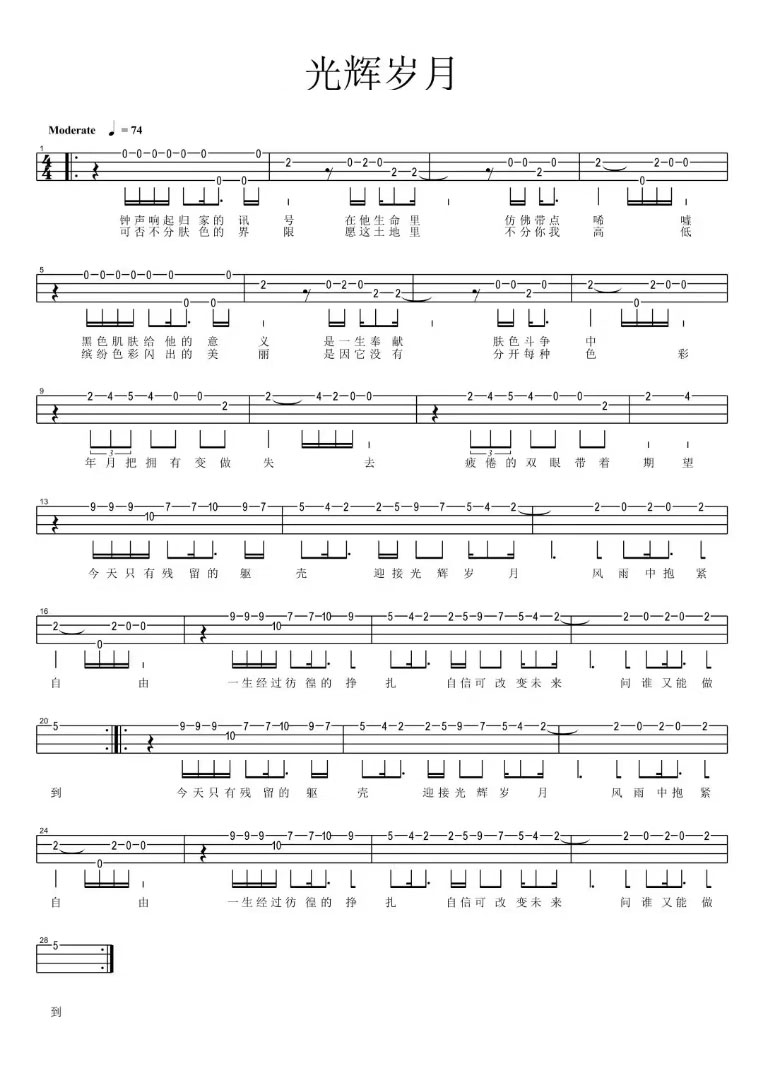 光辉岁月
Moderate ♩ = 74
钟声响起归家的讯号 在他生命里 仿佛带点唏嘘
可否不分肤色的界限 愿这土地里 不分你我高低
黑色肌肤给他的意义 是一生奉献 肤色斗争中
缤纷色彩闪出的美丽 是因它没有 分开每种色彩
年月把拥有变做失去 疲倦的双眼带着期望
今天只有残留的躯壳 迎接光辉岁月 风雨中抱紧
自由 一生经过彷徨的挣扎 自信可改变未来 问谁又能做
到 今天只有残留的躯壳 迎接光辉岁月 风雨中抱紧
自由 一生经过彷徨的挣扎 自信可改变未来 问谁又能做
到